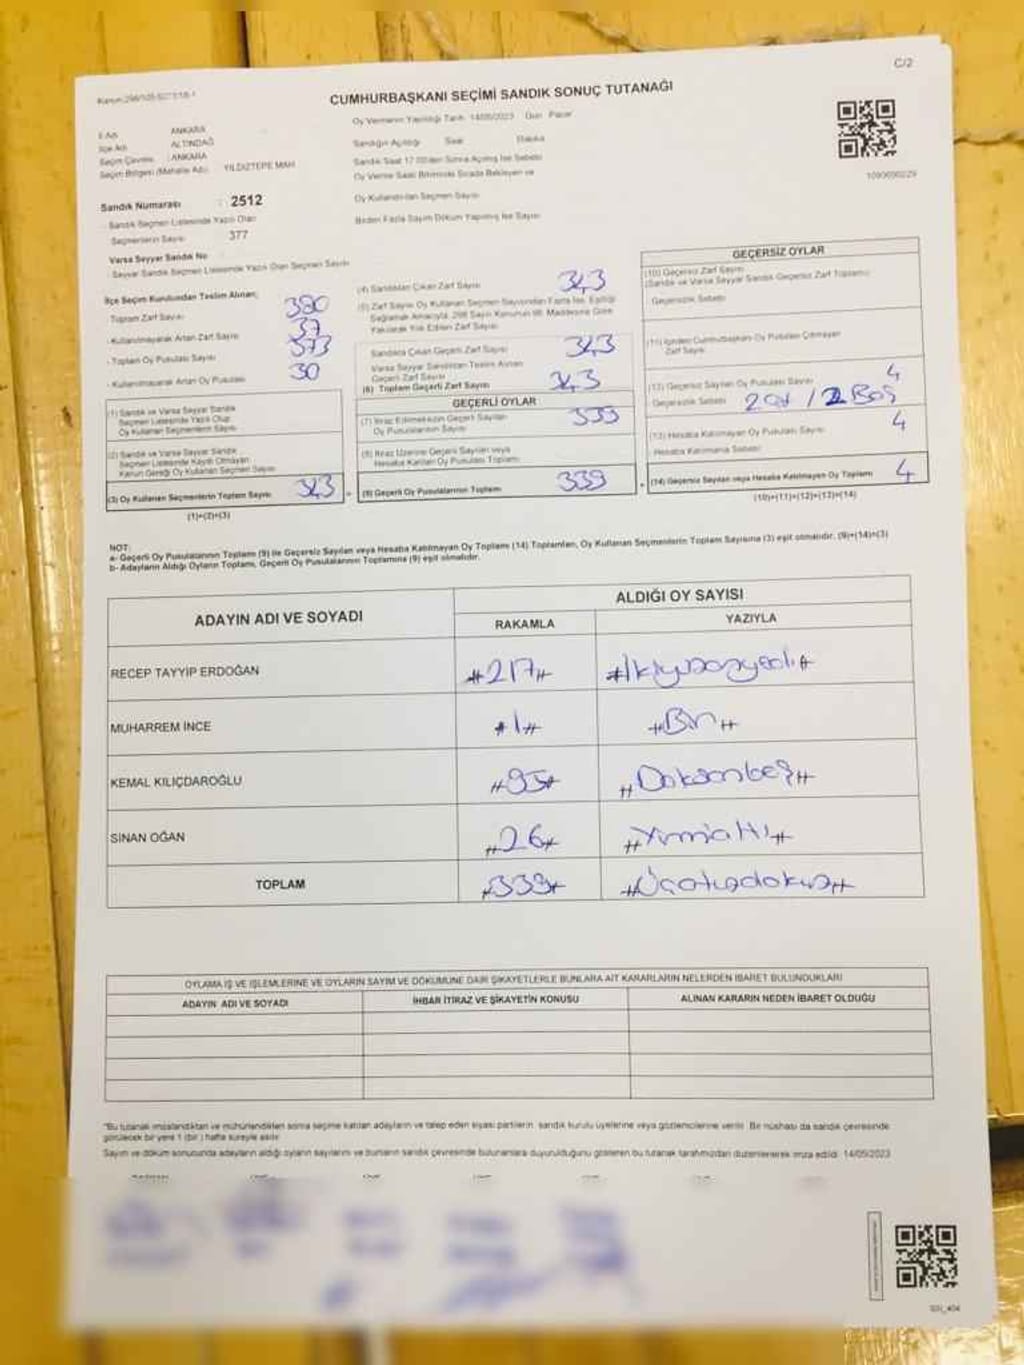 C/2
CUMHURBAŞKANI SEÇİMİ SANDIK SONUÇ TUTANAĞI
Oy Vermenin Yapıldığı Tarih 14/05/2023 Gün Pazar
İl Adı ANKARA
İlçe Adı ALTINDAĞ
Seçim Çevresi : ANKARA
Seçim Bölgesi (Mahalle Adı) YILDIZTEPE MAH
Sandığın Açıldığı Saat Dakika
Sandık Saat 17.00'den Sonra Açılmış İse Sebebi
Oy Verme Saati Bitiminde Sırada Bekleyen ve
Oy Kullandırılan Seçmen Sayısı
Birden Fazla Sayım Döküm Yapılmış İse Sayısı
1090090229
Sandık Numarası : 2512
Sandık Seçmen Listesinde Yazılı Olan
Seçmenlerin Sayısı 377
Varsa Seyyar Sandık No
Seyyar Sandık Seçmen Listesinde Yazılı Olan Seçmen Sayısı
İlçe Seçim Kurulundan Teslim Alınan;
Toplam Zarf Sayısı 380
Kullanılmayarak Artan Zarf Sayısı 37
Toplam Oy Pusulası Sayısı 373
Kullanılmayarak Artan Oy Pusulası 30
(1) Sandık ve Varsa Seyyar Sandık
Seçmen Listesinde Yazılı Olup
Oy Kullanan Seçmenlerin Sayısı
(2) Sandık ve Varsa Seyyar Sandık
Seçmen Listesinde Kayıtlı Olmayan
Kanun Gereği Oy Kullanan Seçmen Sayısı
(3) Oy Kullanan Seçmenlerin Toplam Sayısı 343
(1)+(2)=(3)
(4) Sandıktan Çıkan Zarf Sayısı 343
(5) Zarf Sayısı Oy Kullanan Seçmen Sayısından Fazla İse, Eşitliği
Sağlamak Amacıyla, 298 Sayılı Kanunun 98. Maddesine Göre
Yakılarak Yok Edilen Zarf Sayısı
Sandıkta Çıkan Geçerli Zarf Sayısı 343
Varsa Seyyar Sandıktan Teslim Alınan
Geçerli Zarf Sayısı
(6) Toplam Geçerli Zarf Sayısı 343
GEÇERLİ OYLAR
(7) İtiraz Edilmeksizin Geçerli Sayılan
Oy Pusulalarının Sayısı 339
(8) İtiraz Üzerine Geçerli Sayılan veya
Hesaba Katılan Oy Pusulası Toplamı
(9) Geçerli Oy Pusulalarının Toplamı 339
GEÇERSİZ OYLAR
(10) Geçersiz Zarf Sayısı
(Sandık ve Varsa Seyyar Sandık Geçersiz Zarf Toplamı)
Geçersizlik Sebebi
(11) İçinden Cumhurbaşkanı Oy Pusulası Çıkmayan
Zarf Sayısı
(12) Geçersiz Sayılan Oy Pusulası Sayısı 4
Geçersizlik Sebebi / 2 Boş
(13) Hesaba Katılmayan Oy Pusulası Sayısı 4
Hesaba Katılmama Sebebi
(14) Geçersiz Sayılan veya Hesaba Katılmayan Oy Toplamı 4
(10)+(11)+(12)+(13)=(14)
NOT:
a- Geçerli Oy Pusulalarının Toplamı (9) ile Geçersiz Sayılan veya Hesaba Katılmayan Oy Toplamı (14) Toplamları, Oy Kullanan Seçmenlerin Toplam Sayısına (3) eşit olmalıdır. (9)+(14)=(3)
b- Adayların Aldığı Oyların Toplamı, Geçerli Oy Pusulalarının Toplamına (9) eşit olmalıdır.
ADAYIN ADI VE SOYADI ALDIĞI OY SAYISI
RAKAMLA YAZIYLA
RECEP TAYYİP ERDOĞAN #217# #İkiyüzonyedi#
MUHARREM İNCE #1# #Bir#
KEMAL KILIÇDAROĞLU #95# #Doksanbeş#
SİNAN OĞAN #26# #Yirmialtı#
TOPLAM #339# #Üçotuzdokuz#
OYLAMA İŞ VE İŞLEMLERİNE VE OYLARIN SAYIM VE DÖKÜMÜNE DAİR ŞİKAYETLERLE BUNLARA AİT KARARLARIN NELERDEN İBARET BULUNDUKLARI
ADAYIN ADI VE SOYADI İHBAR İTİRAZ VE ŞİKAYETİN KONUSU ALINAN KARARIN NEDEN İBARET OLDUĞU
*Bu tutanak imzalandıktan ve mühürlendikten sonra seçime katılan adayların ve talep eden siyasi partilerin, sandık kurulu üyelerine veya gözlemcilerine verilir. Bir nüshası da sandık çevresinde
görülecek bir yere 1 (bir) hafta süreyle asılır.
Sayım ve döküm sonucunda adayların aldığı oyların sayılarını ve bunların sandık çevresinde bulunanlara duyurulduğunu gösteren bu tutanak tarafımızdan düzenlenerek imza edildi. 14/05/2023